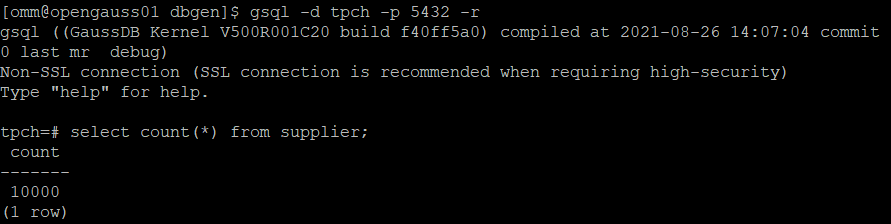 [omm@opengauss01 dbgen]$ gsql -d tpch -p 5432 -r
gsql ((GaussDB Kernel V500R001C20 build f40ff5a0) compiled at 2021-08-26 14:07:04 commit
0 last mr  debug)
Non-SSL connection (SSL connection is recommended when requiring high-security)
Type "help" for help.

tpch=# select count(*) from supplier;
 count
-------
 10000
(1 row)